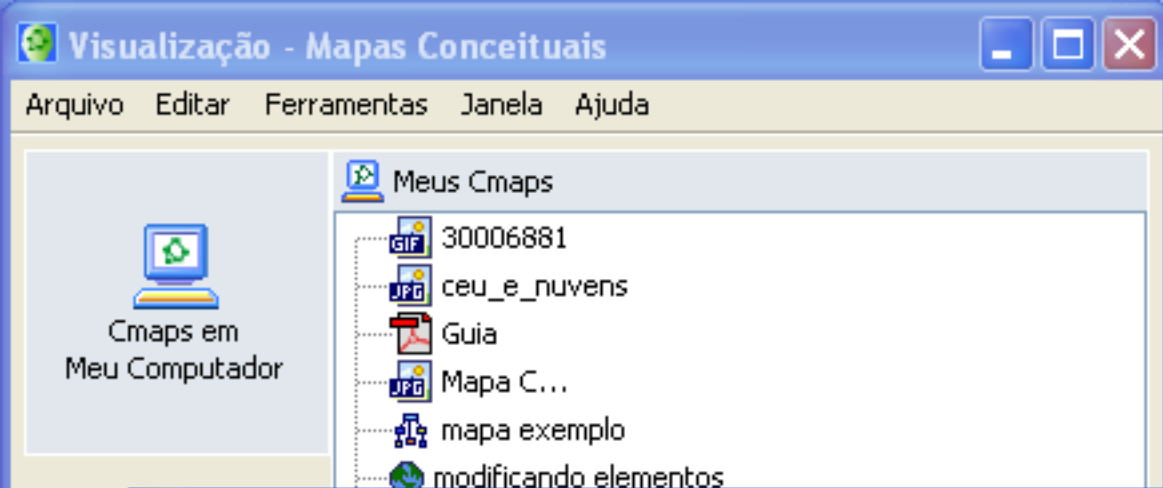 Visualização - Mapas Conceituais
Arquivo Editar Ferramentas Janela Ajuda
Cmaps em
Meu Computador
Meus Cmaps
GIF 30006881
JPG ceu_e_nuvens
Guia
JPG Mapa C...
mapa exemplo
modificando elementos